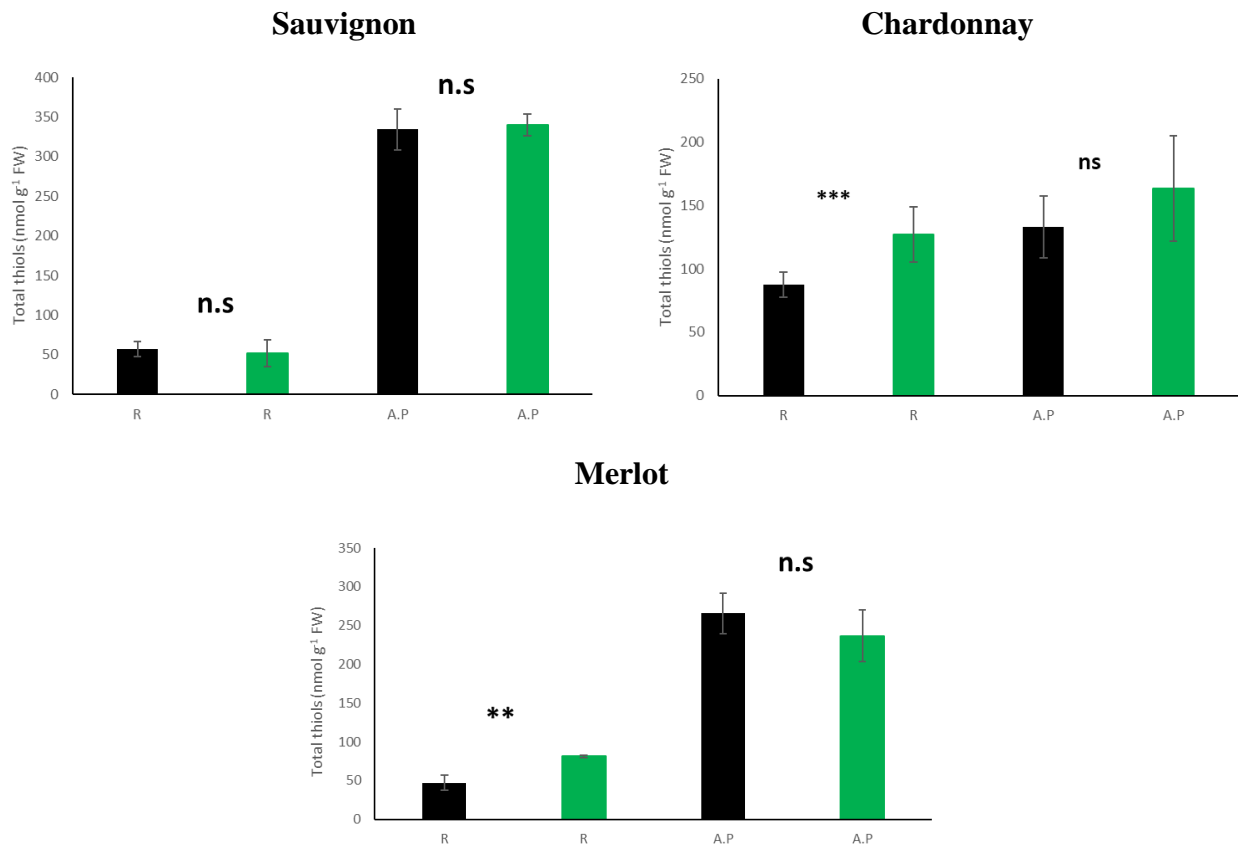 Sauvignon
Total thiols (nmol g⁻¹ FW)
400
350
300
250
200
150
100
50
0
n.s
n.s
R R A.P A.P
Chardonnay
Total thiols (nmol g⁻¹ FW)
250
200
150
100
50
0
***
ns
R R A.P A.P
Merlot
Total thiols (nmol g⁻¹ FW)
350
300
250
200
150
100
50
0
**
n.s
R R A.P A.P